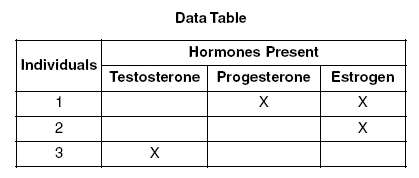 Data Table
Individuals Hormones Present
Testosterone Progesterone Estrogen
1 X X
2 X
3 X